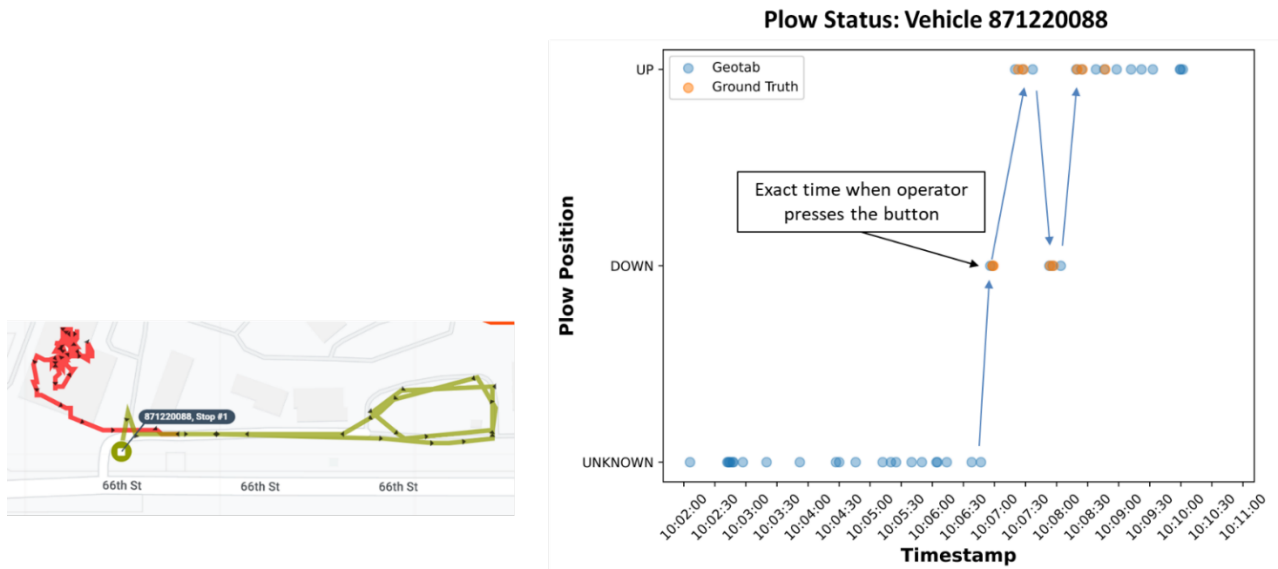 Plow Status: Vehicle 871220088
Geotab
Ground Truth
UP
Exact time when operator
presses the button
DOWN
UNKNOWN
Plow Position
10:02:00
10:02:30
10:03:00
10:03:30
10:04:00
10:04:30
10:05:00
10:05:30
10:06:00
10:06:30
10:07:00
10:07:30
10:08:00
10:08:30
10:09:00
10:09:30
10:10:00
10:10:30
10:11:00
Timestamp
871220088, Stop #1
66th St
66th St
66th St